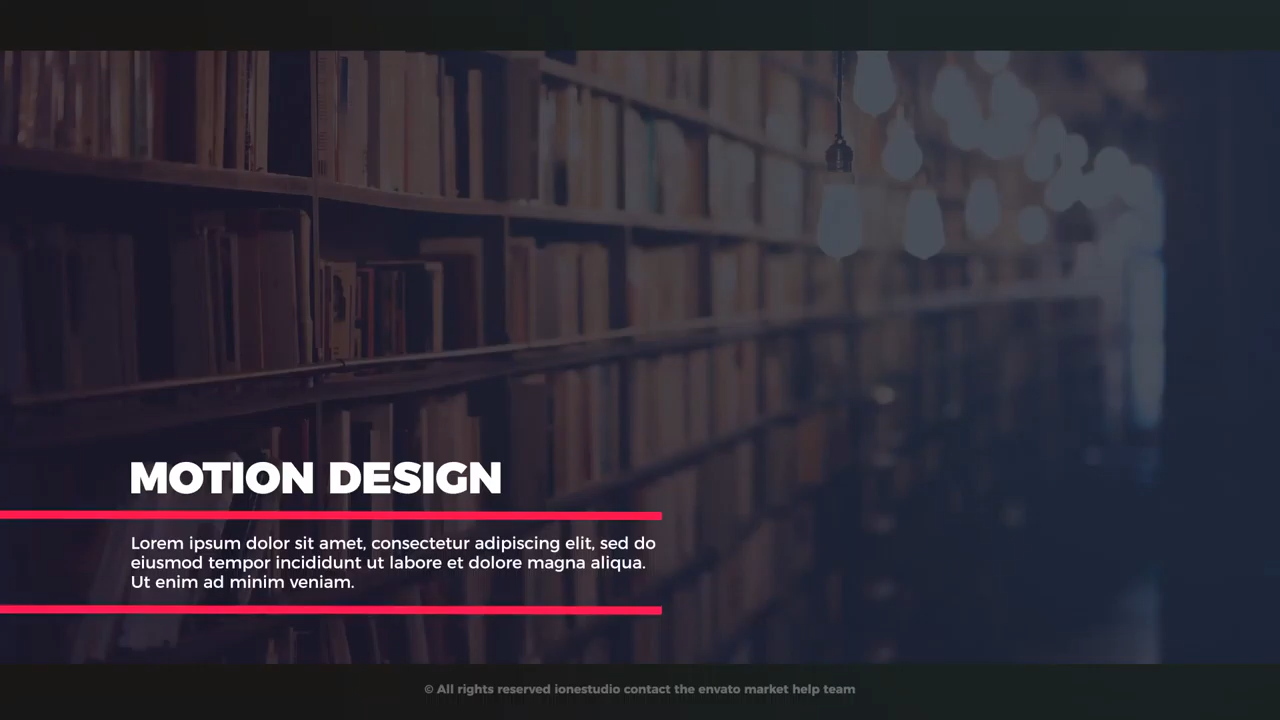 MOTION DESIGN
Lorem ipsum dolor sit amet, consectetur adipiscing elit, sed do
eiusmod tempor incididunt ut labore et dolore magna aliqua.
Ut enim ad minim veniam.
© All rights reserved ionestudio contact the envato market help team